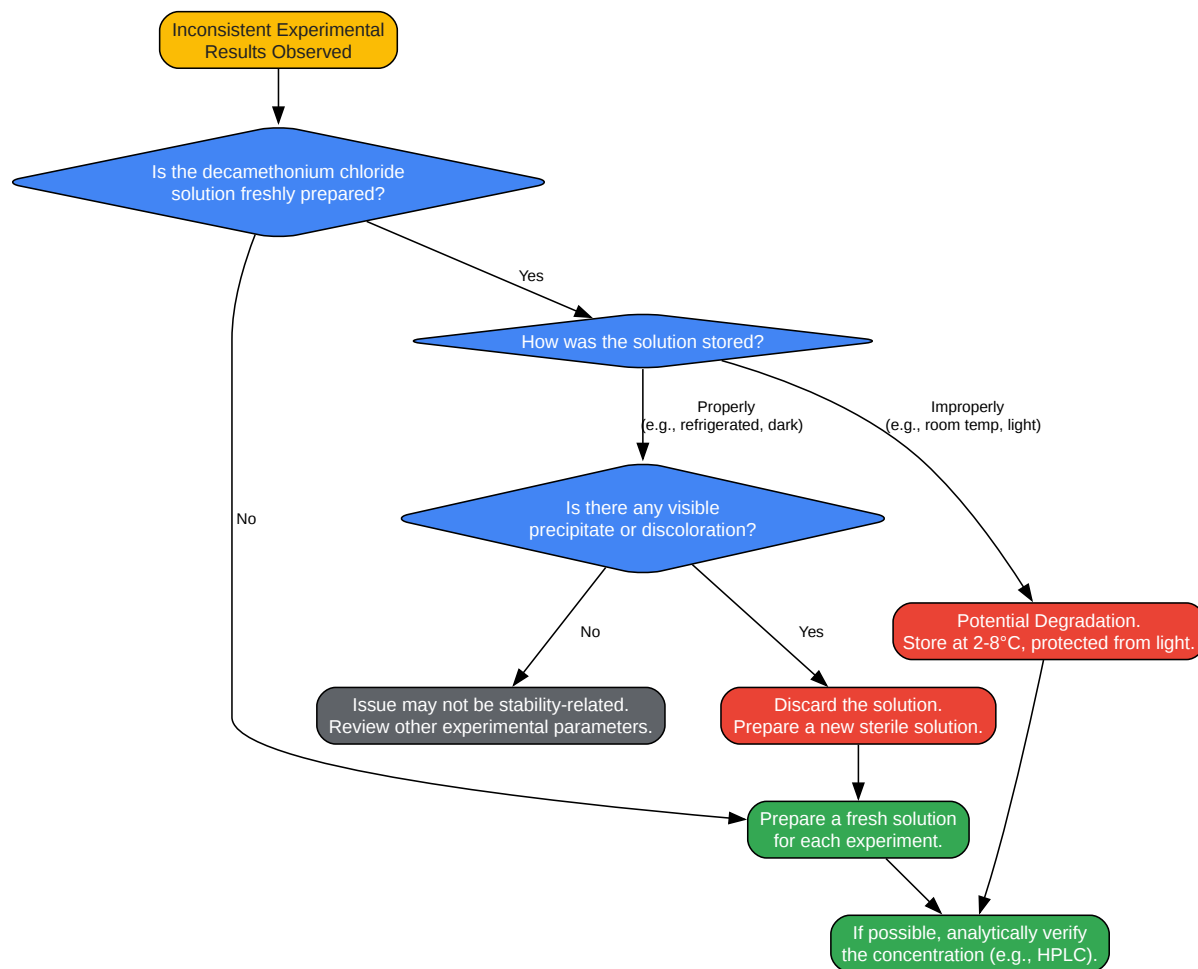 Inconsistent Experimental
Results Observed
Is the decamethonium chloride
solution freshly prepared?
Yes
How was the solution stored?
Properly
(e.g., refrigerated, dark)
Improperly
(e.g., room temp, light)
Is there any visible
precipitate or discoloration?
No
No
Yes
Potential Degradation.
Store at 2-8°C, protected from light.
Issue may not be stability-related.
Review other experimental parameters.
Discard the solution.
Prepare a new sterile solution.
Prepare a fresh solution
for each experiment.
If possible, analytically verify
the concentration (e.g., HPLC).